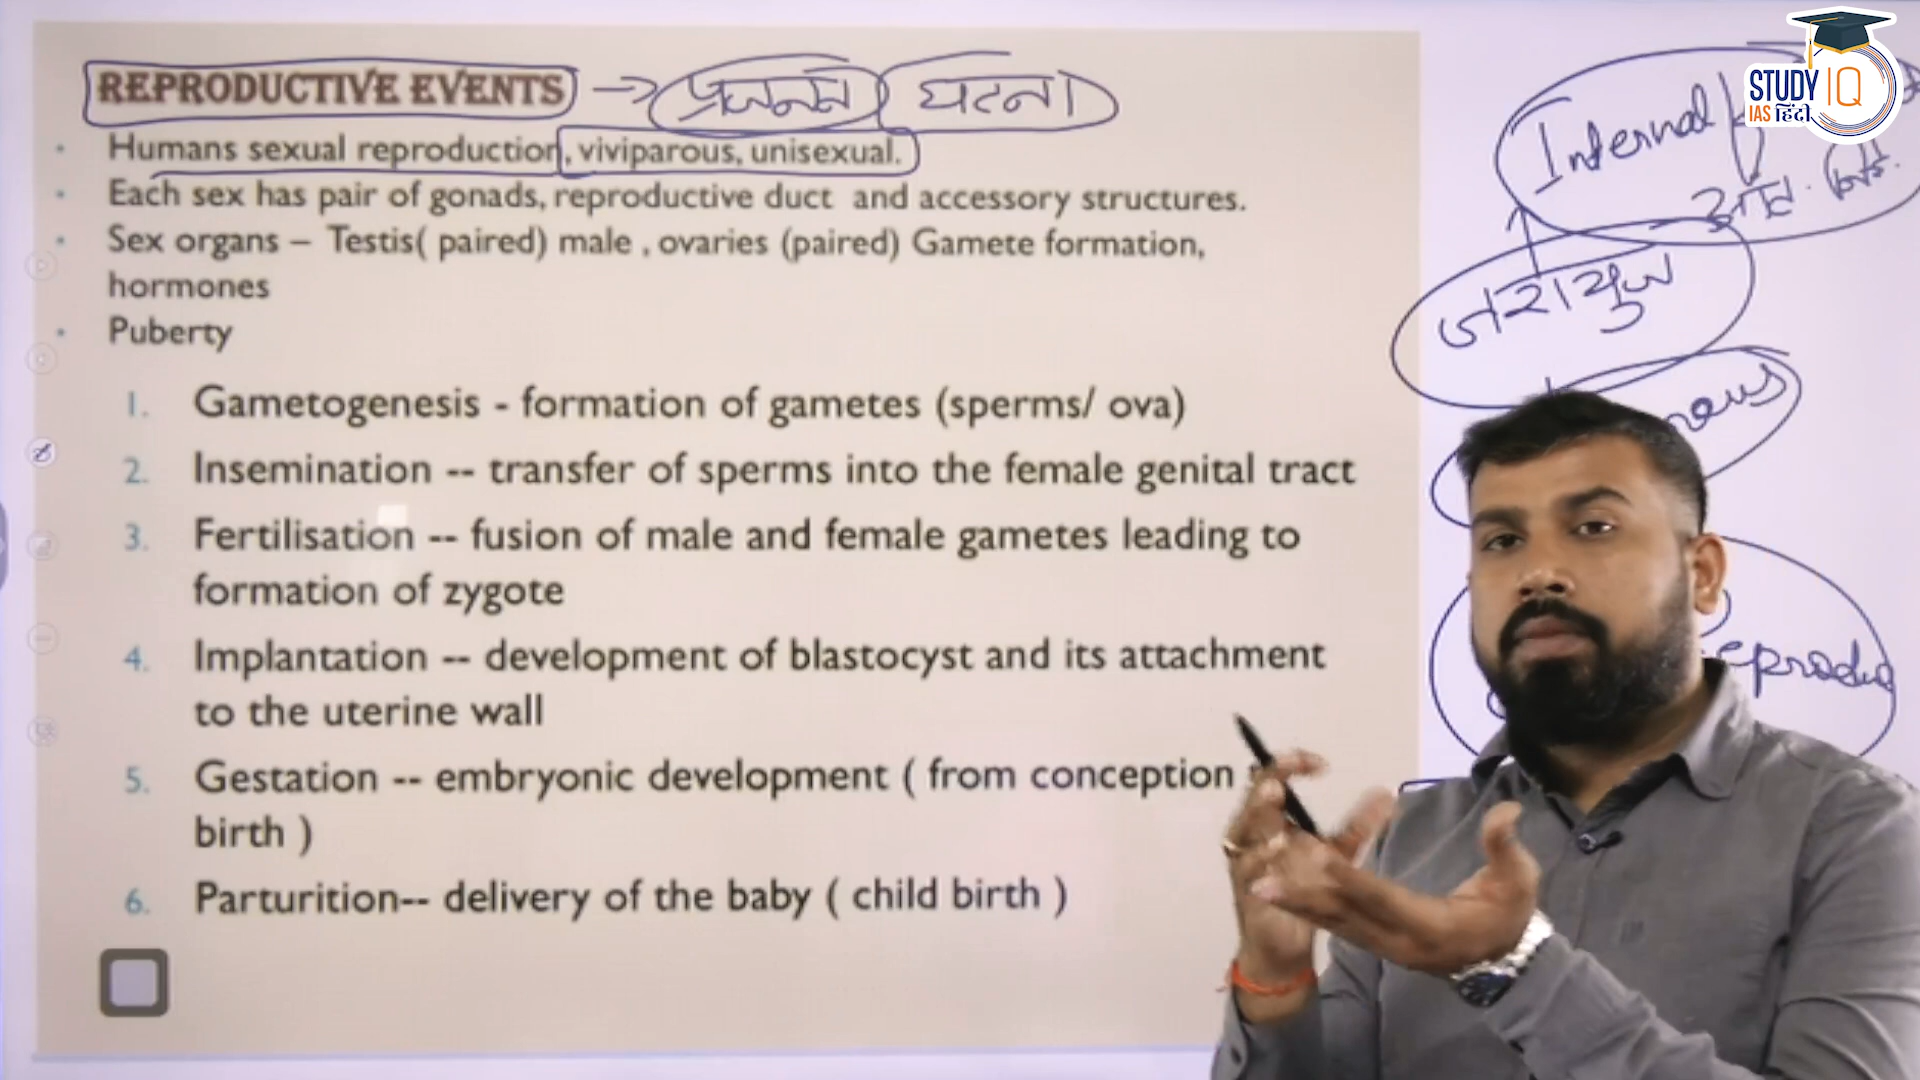 REPRODUCTIVE EVENTS → प्रजनन घटना
• Humans sexual reproduction, viviparous, unisexual.
• Each sex has pair of gonads, reproductive duct and accessory structures.
• Sex organs – Testis( paired) male , ovaries (paired) Gamete formation,
hormones
• Puberty
1. Gametogenesis - formation of gametes (sperms/ ova)
2. Insemination -- transfer of sperms into the female genital tract
3. Fertilisation -- fusion of male and female gametes leading to
formation of zygote
4. Implantation -- development of blastocyst and its attachment
to the uterine wall
5. Gestation -- embryonic development ( from conception
birth )
6. Parturition-- delivery of the baby ( child birth )
STUDY IQ
IAS हिंदी
Internal
जरायुज